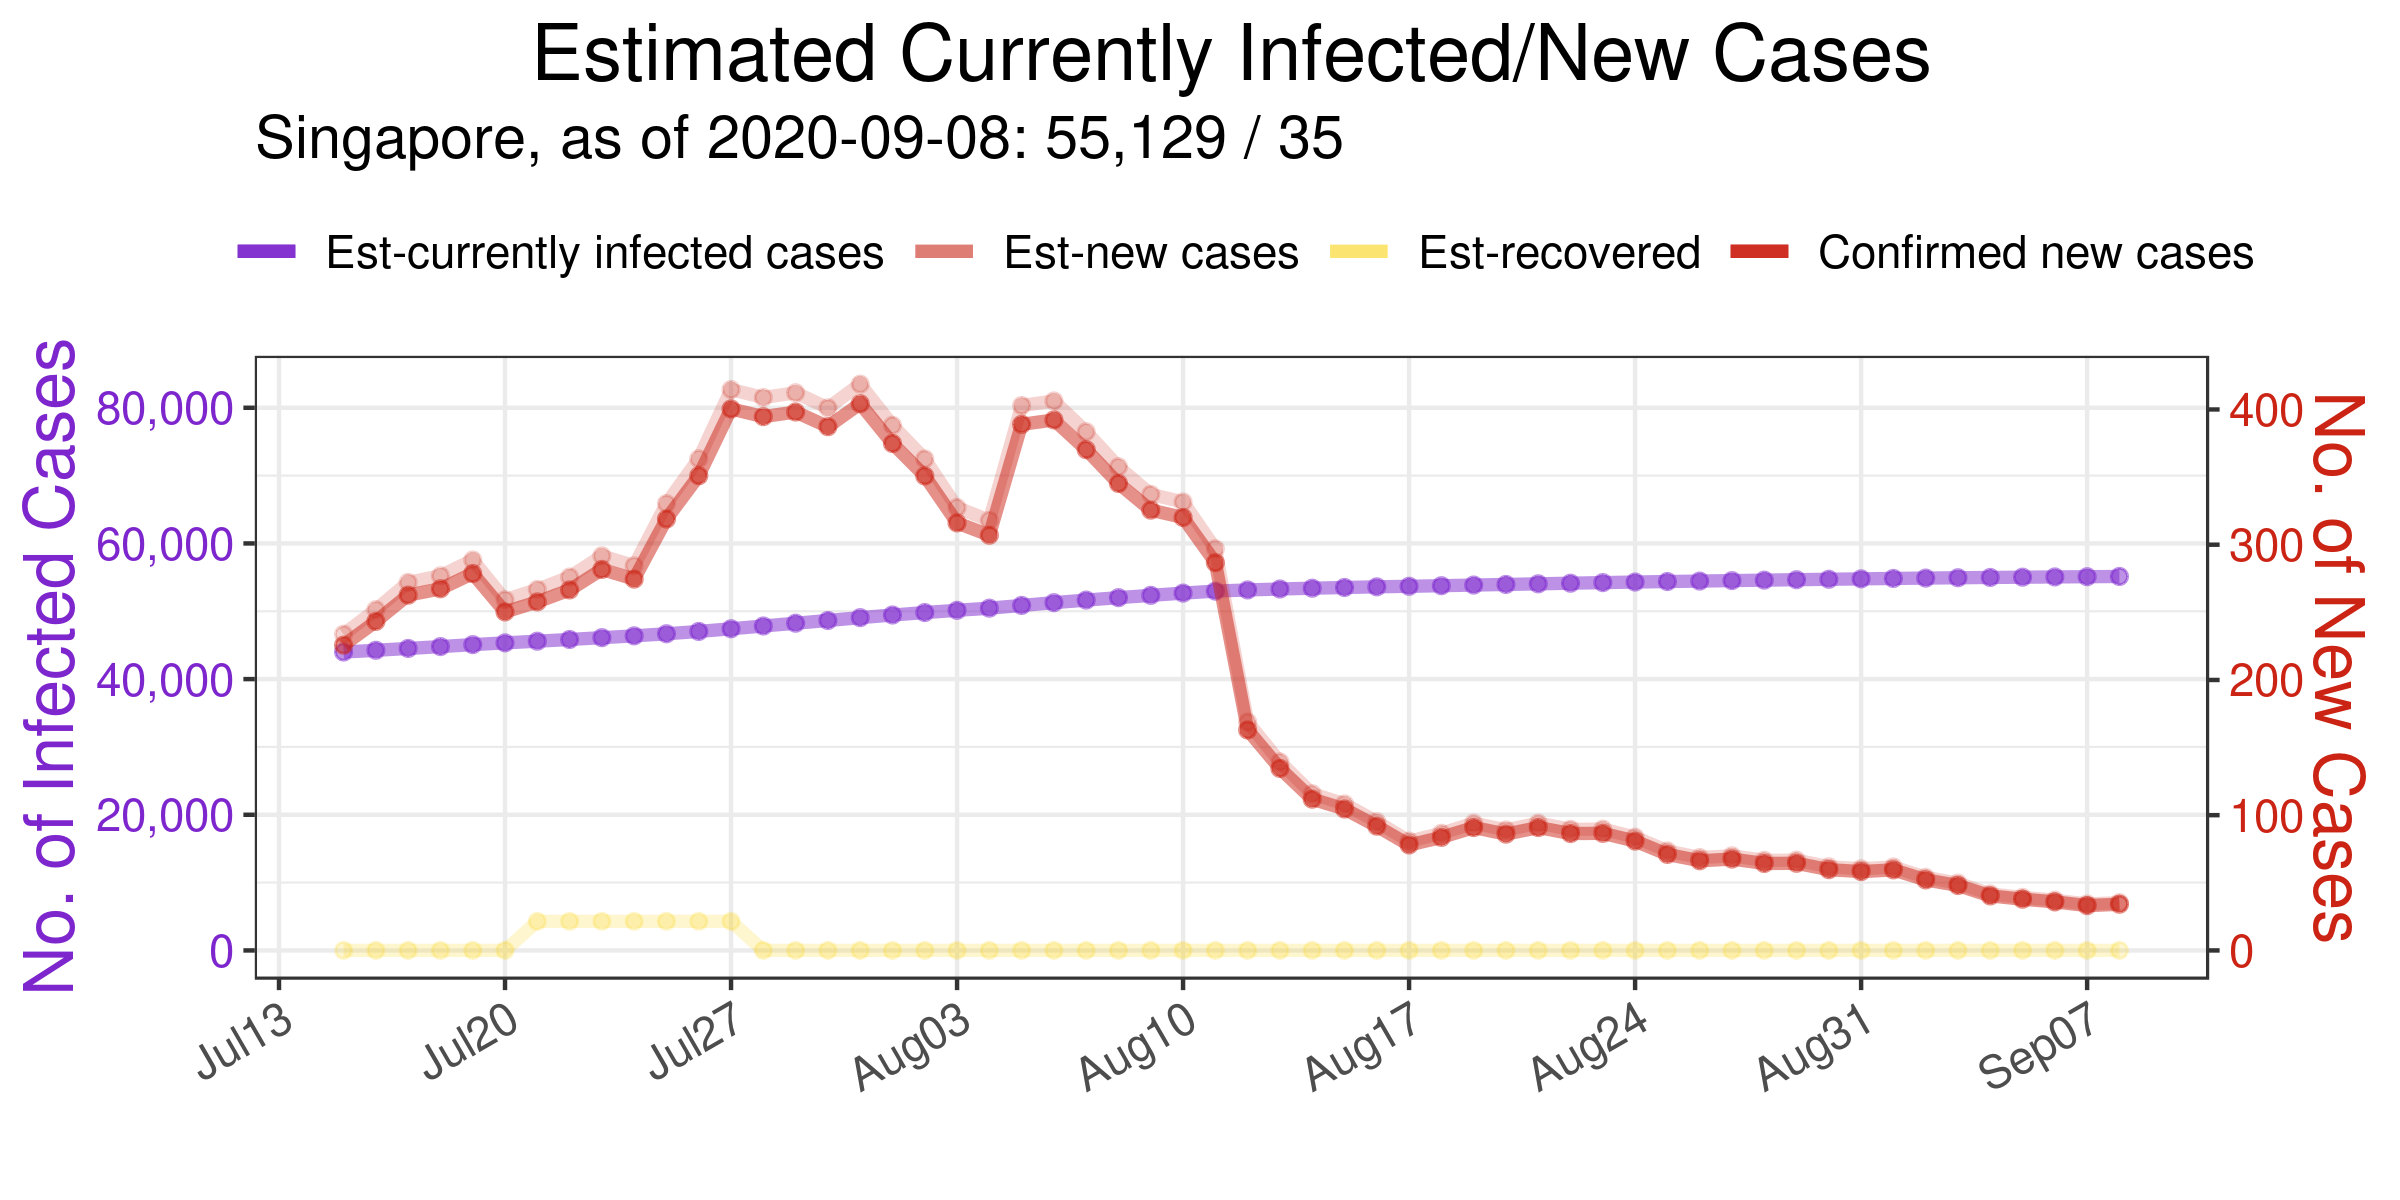 Estimated Currently Infected/New Cases
Singapore, as of 2020-09-08: 55,129 / 35
Est-currently infected cases Est-new cases Est-recovered Confirmed new cases
No. of Infected Cases
80,000
60,000
40,000
20,000
0
400
300
200
100
0
No. of New Cases
Jul13 Jul20 Jul27 Aug03 Aug10 Aug17 Aug24 Aug31 Sep07